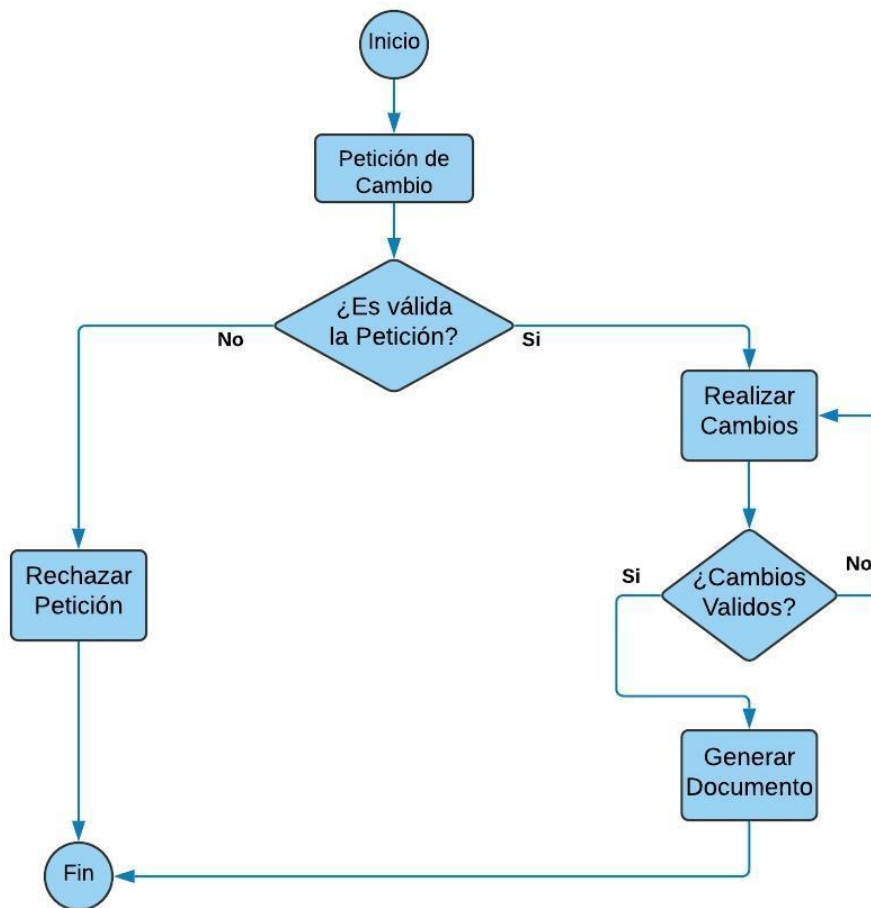 Inicio
Petición de
Cambio
¿Es válida
la Petición?
No
Si
Realizar
Cambios
Rechazar
Petición
Si
¿Cambios
Validos?
No
Generar
Documento
Fin